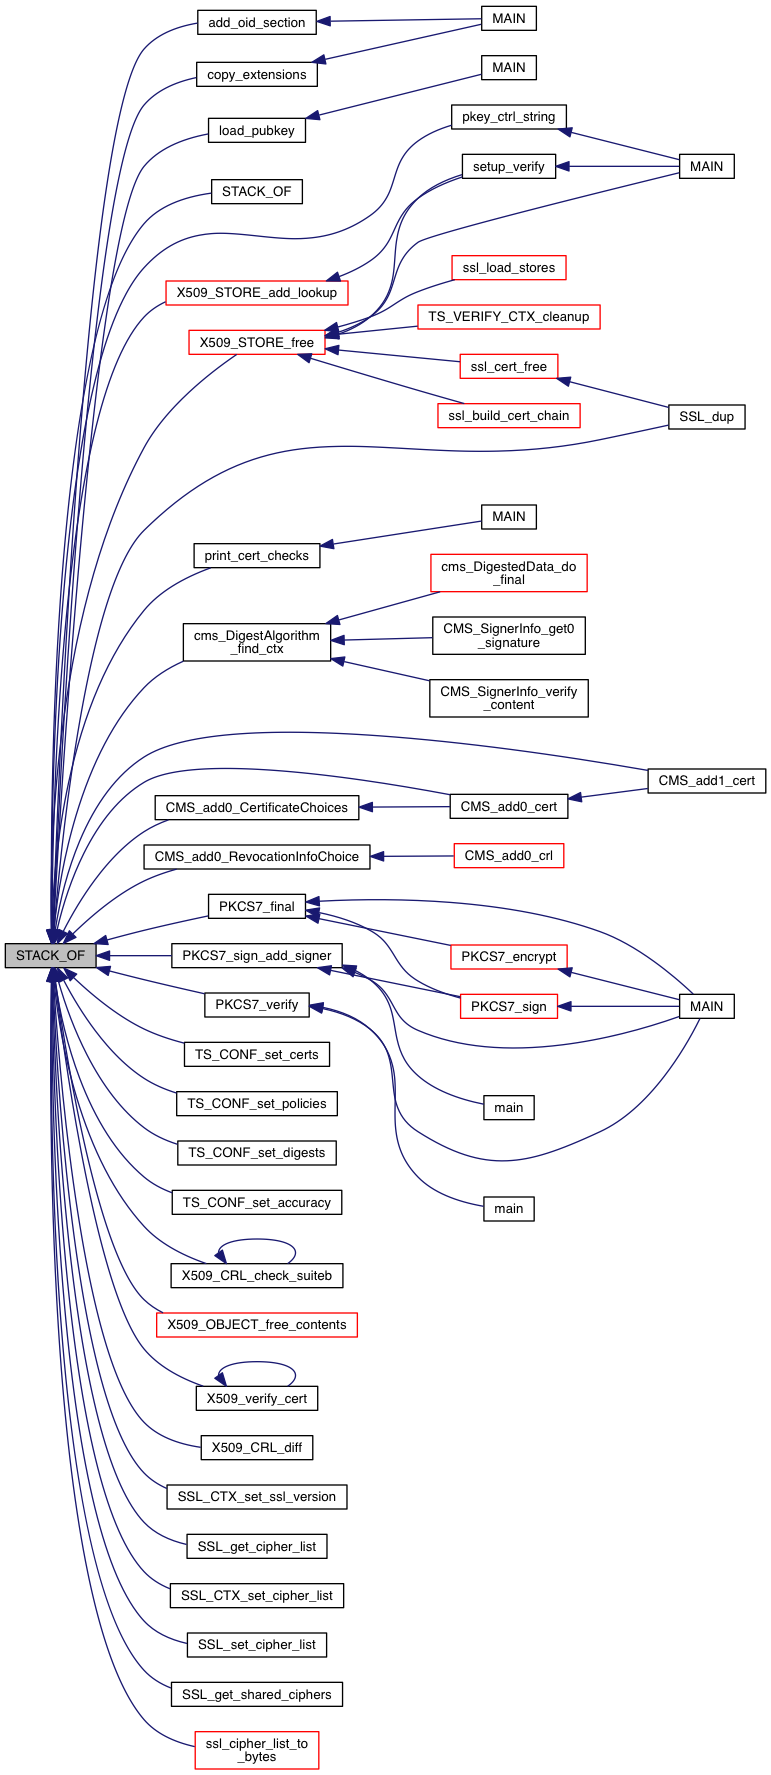 add_oid_section
MAIN
copy_extensions
MAIN
load_pubkey
pkey_ctrl_string
setup_verify
MAIN
STACK_OF
ssl_load_stores
X509_STORE_add_lookup
TS_VERIFY_CTX_cleanup
X509_STORE_free
ssl_cert_free
ssl_build_cert_chain
SSL_dup
MAIN
print_cert_checks
cms_DigestedData_do
_final
cms_DigestAlgorithm
_find_ctx
CMS_SignerInfo_get0
_signature
CMS_SignerInfo_verify
_content
CMS_add1_cert
CMS_add0_CertificateChoices
CMS_add0_cert
CMS_add0_RevocationInfoChoice
CMS_add0_crl
PKCS7_final
STACK_OF
PKCS7_sign_add_signer
PKCS7_encrypt
PKCS7_verify
PKCS7_sign
MAIN
TS_CONF_set_certs
TS_CONF_set_policies
main
TS_CONF_set_digests
TS_CONF_set_accuracy
main
X509_CRL_check_suiteb
X509_OBJECT_free_contents
X509_verify_cert
X509_CRL_diff
SSL_CTX_set_ssl_version
SSL_get_cipher_list
SSL_CTX_set_cipher_list
SSL_set_cipher_list
SSL_get_shared_ciphers
ssl_cipher_list_to
_bytes